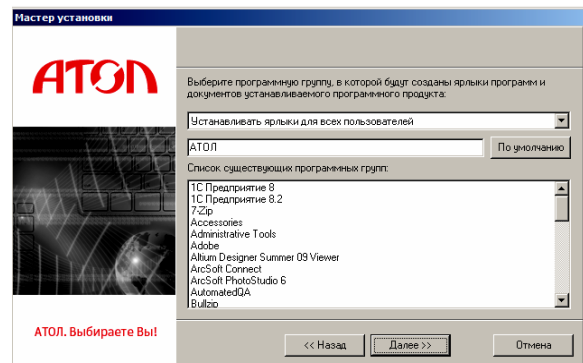 Мастер установки
АТОЛ
Выберите программную группу, в которой будут созданы ярлыки программ и
документов устанавливаемого программного продукта:
Устанавливать ярлыки для всех пользователей
АТОЛ
По умолчанию
Список существующих программных групп:
1С Предприятие 8
1С Предприятие 8.2
7-Zip
Accessories
Administrative Tools
Adobe
Altium Designer Summer 09 Viewer
ArcSoft Connect
ArcSoft PhotoStudio 6
AutomatedQA
Bullzip
АТОЛ. Выбираете Вы!
<< Назад
Далее >>
Отмена